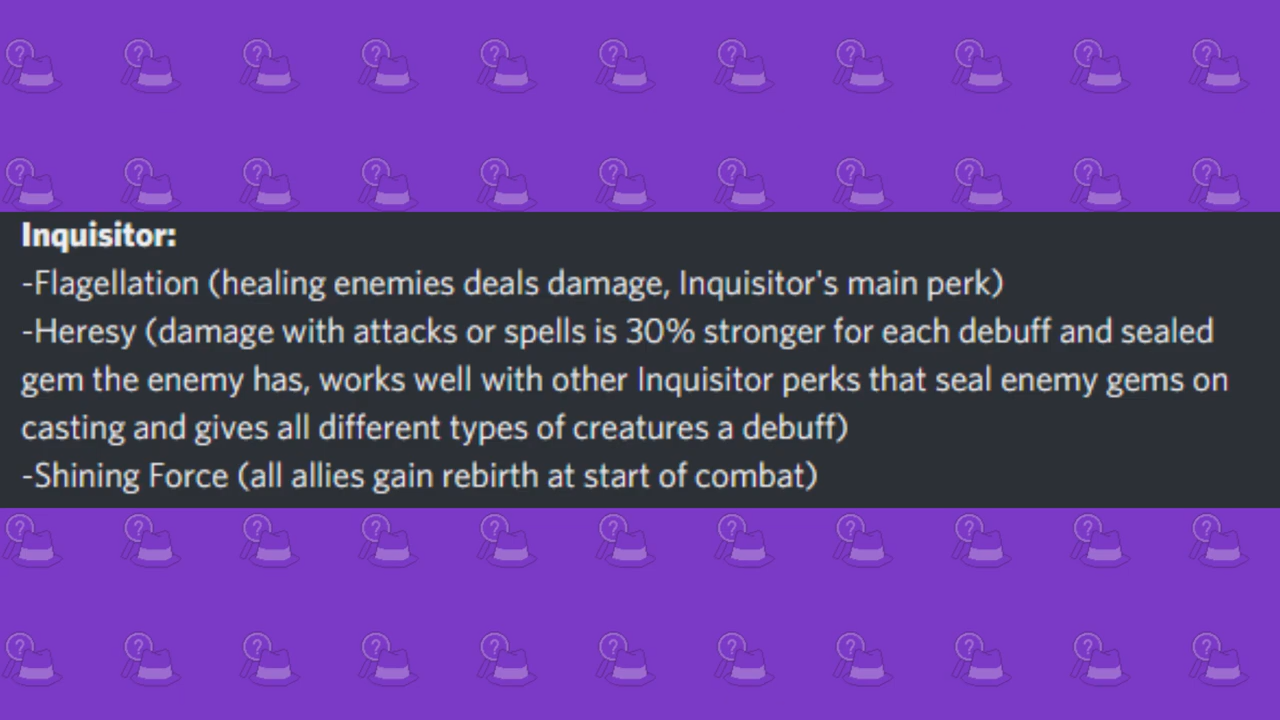 Inquisitor:
-Flagellation (healing enemies deals damage, Inquisitor's main perk)
-Heresy (damage with attacks or spells is 30% stronger for each debuff and sealed
gem the enemy has, works well with other Inquisitor perks that seal enemy gems on
casting and gives all different types of creatures a debuff)
-Shining Force (all allies gain rebirth at start of combat)